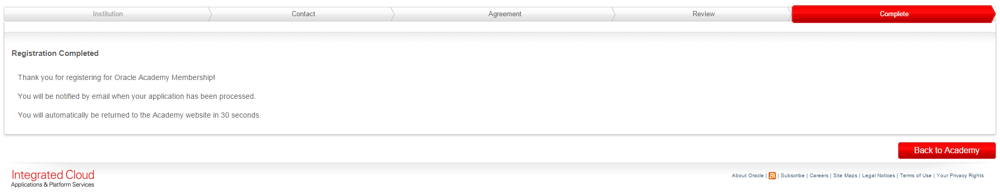 Institution Contact Agreement Review Complete
Registration Completed
Thank you for registering for Oracle Academy Membership!
You will be notified by email when your application has been processed.
You will automatically be returned to the Academy website in 30 seconds.
Back to Academy
Integrated Cloud
Applications & Platform Services
About Oracle | | Subscribe | Careers | Site Maps | Legal Notices | Terms of Use | Your Privacy Rights